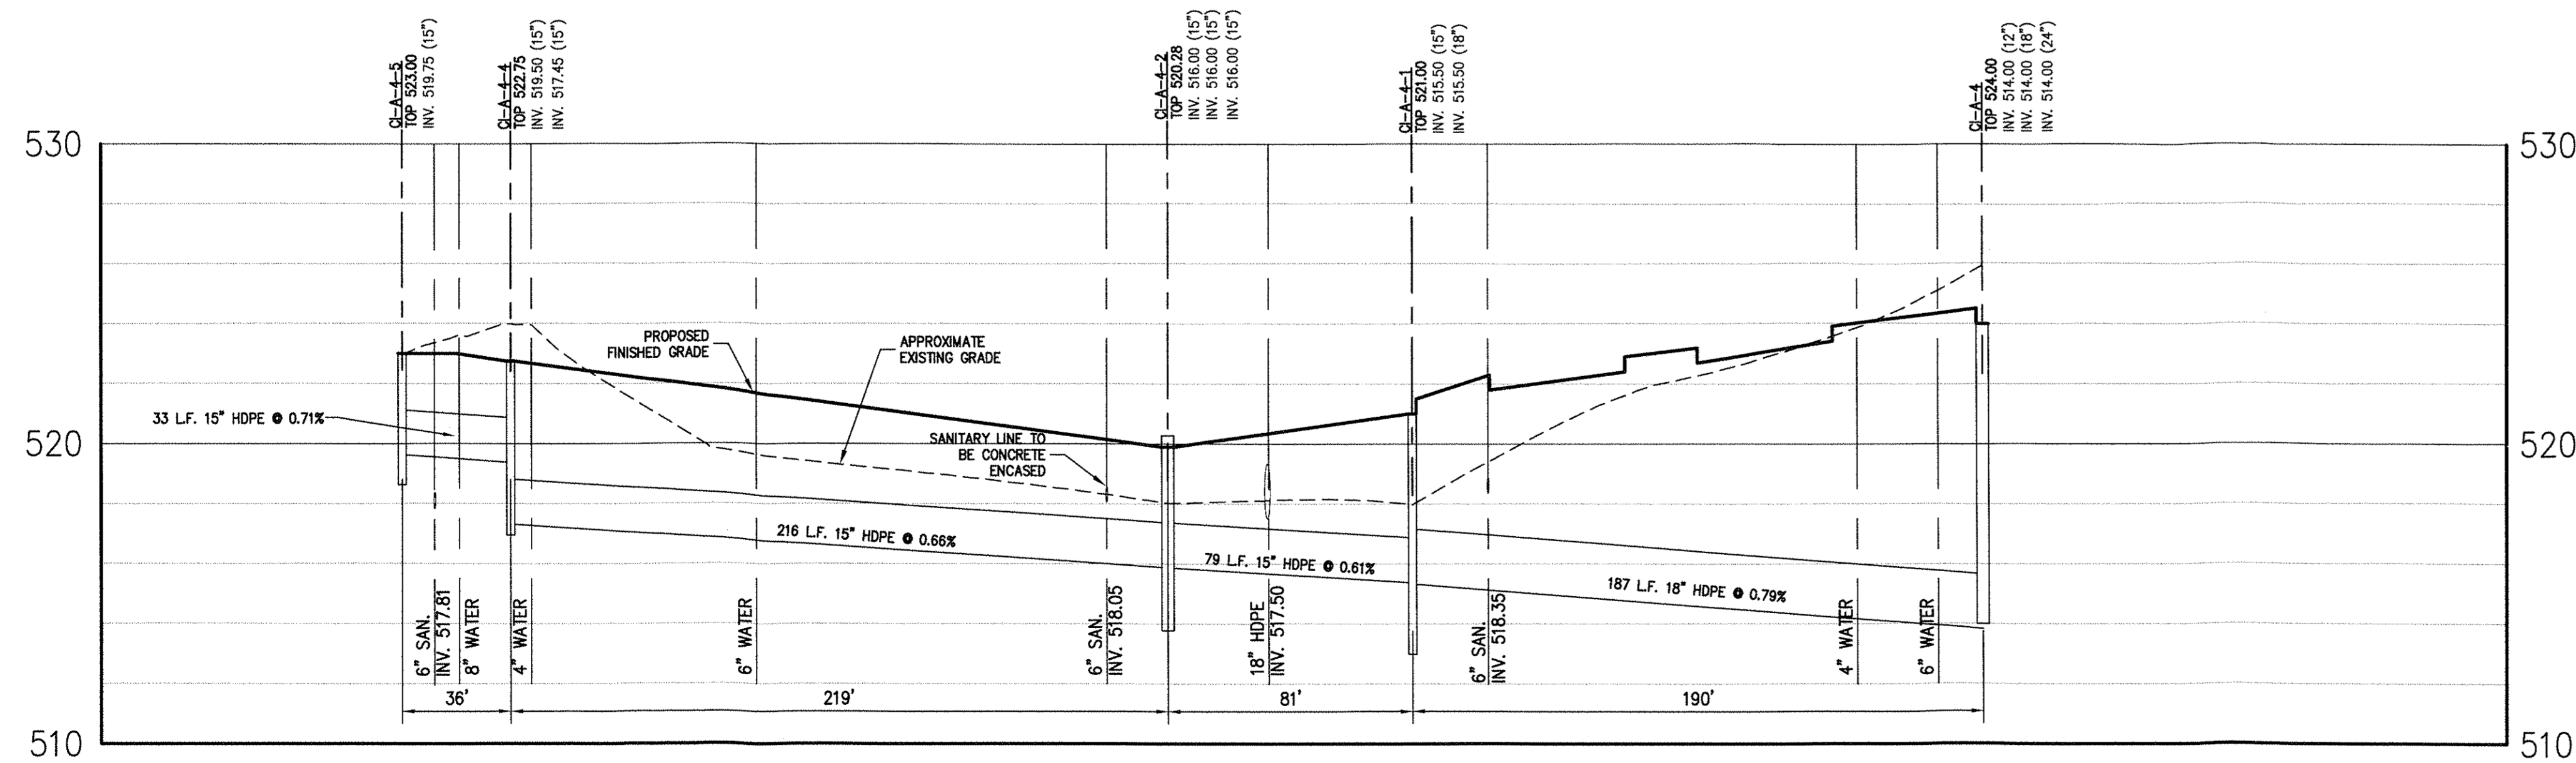 CI-A-4-5
TOP 523.00
INV. 519.75 (15")
CI-A-4-4
TOP 522.75
INV. 519.50 (15")
INV. 517.45 (15")
CI-A-4-2
TOP 520.28
INV. 516.00 (15")
INV. 516.00 (15")
INV. 516.00 (15")
CI-A-4-1
TOP 521.00
INV. 515.50 (15")
INV. 515.50 (18")
CI-A-4
TOP 524.00
INV. 514.00 (12")
INV. 514.00 (18")
INV. 514.00 (24")
530
530
PROPOSED
FINISHED GRADE
APPROXIMATE
EXISTING GRADE
33 L.F. 15" HDPE @ 0.71%
520
SANITARY LINE TO
BE CONCRETE
ENCASED
520
216 L.F. 15" HDPE @ 0.66%
79 L.F. 15" HDPE @ 0.61%
187 L.F. 18" HDPE @ 0.79%
6" SAN.
INV. 517.81
8" WATER
4" WATER
6" WATER
6" SAN.
INV. 518.05
18" HDPE
INV. 517.50
6" SAN.
INV. 518.35
4" WATER
6" WATER
36'
219'
81'
190'
510
510